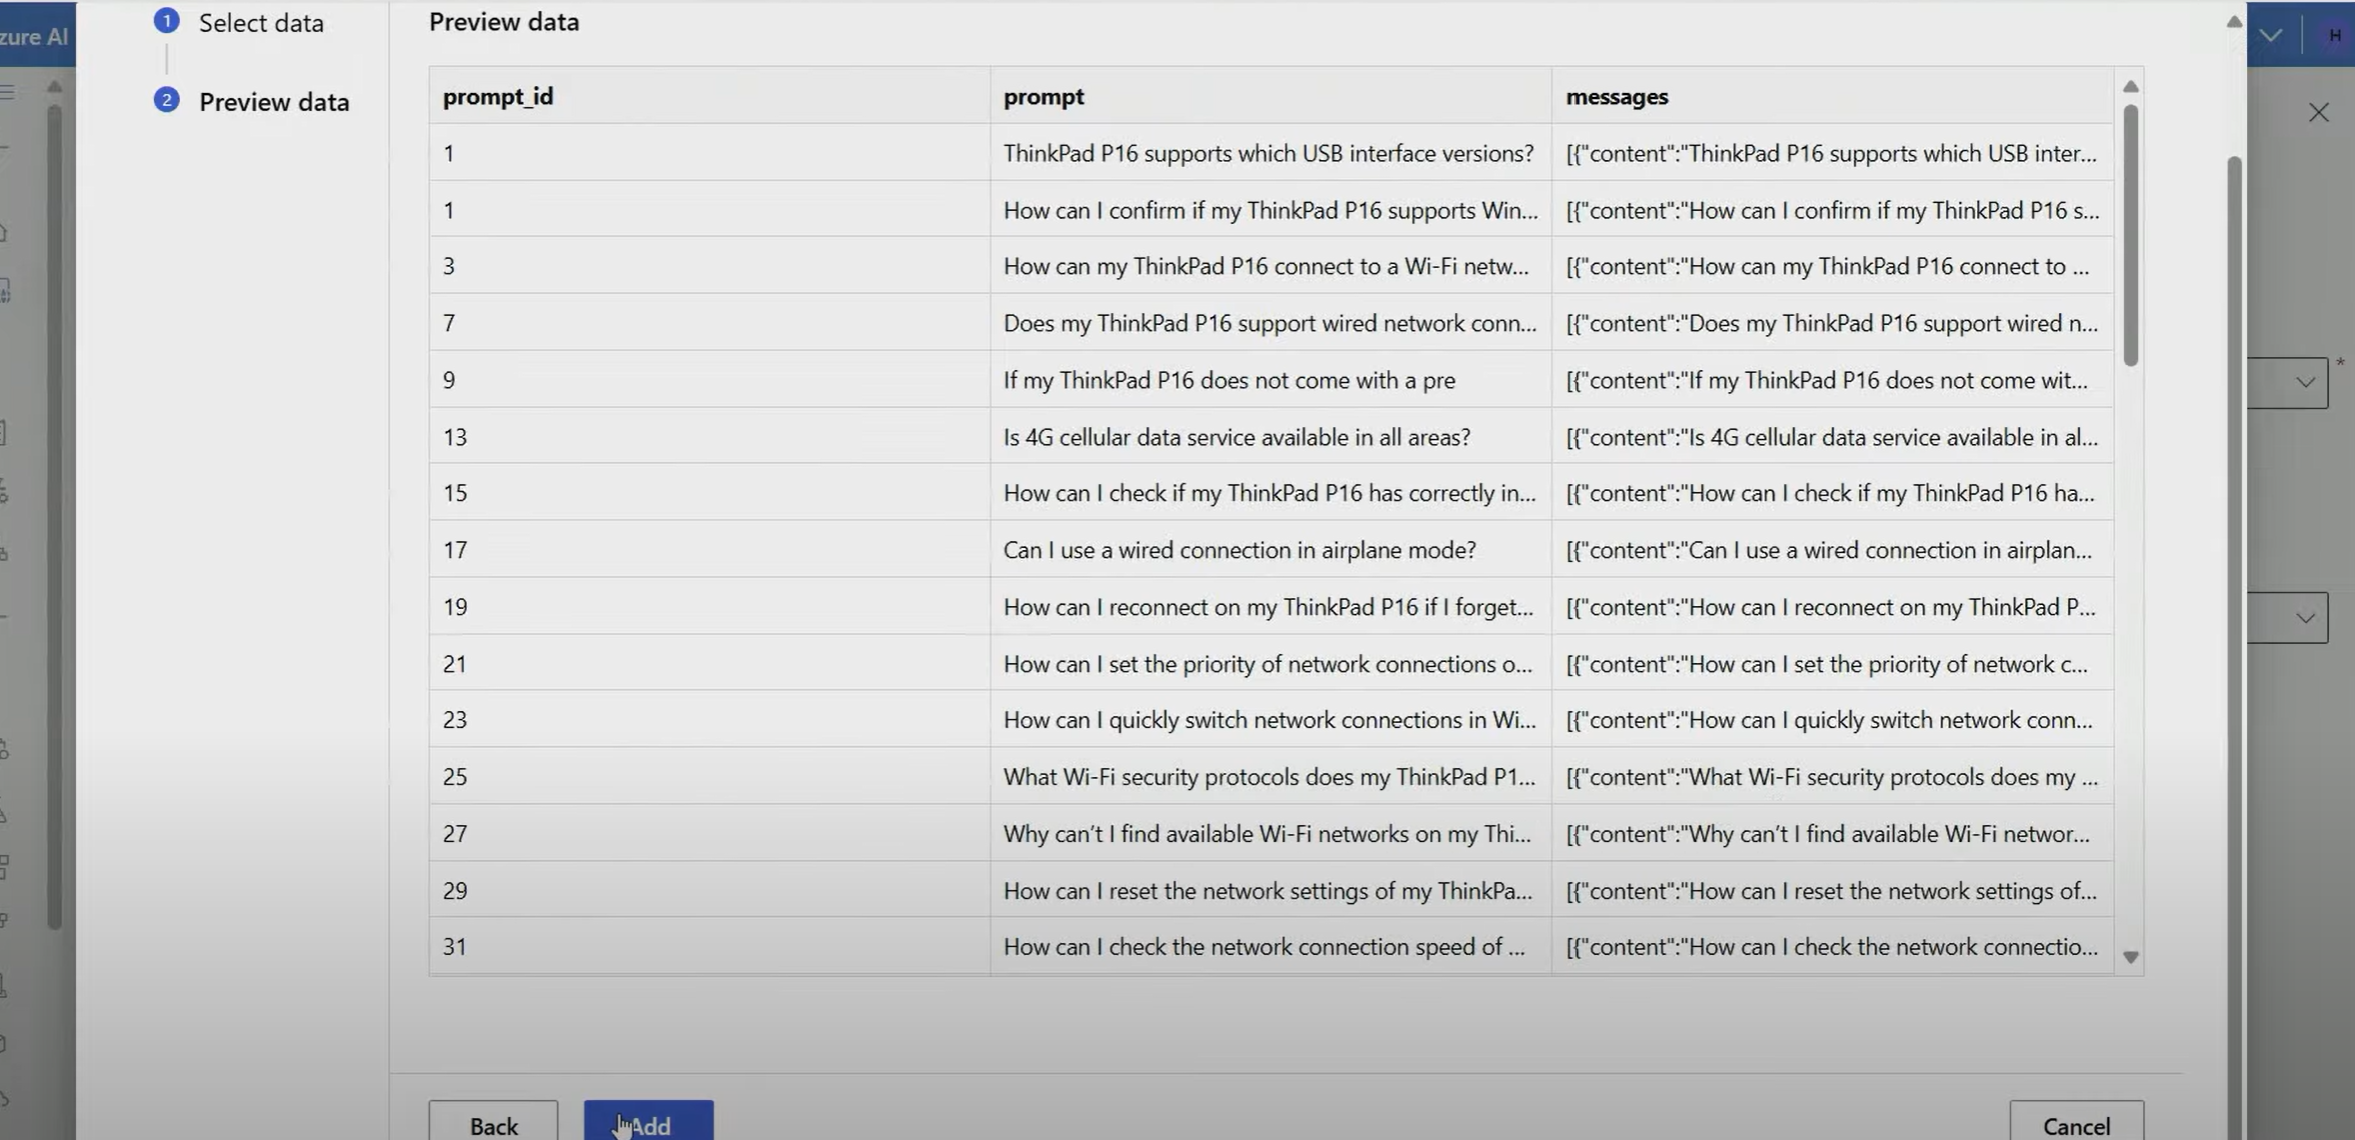 zure AI
H
1 Select data
2 Preview data
Preview data
prompt_id prompt messages
1 ThinkPad P16 supports which USB interface versions? [{"content":"ThinkPad P16 supports which USB inter...
1 How can I confirm if my ThinkPad P16 supports Win... [{"content":"How can I confirm if my ThinkPad P16 s...
3 How can my ThinkPad P16 connect to a Wi-Fi netw... [{"content":"How can my ThinkPad P16 connect to ...
7 Does my ThinkPad P16 support wired network conn... [{"content":"Does my ThinkPad P16 support wired n...
9 If my ThinkPad P16 does not come with a pre [{"content":"If my ThinkPad P16 does not come wit...
13 Is 4G cellular data service available in all areas? [{"content":"Is 4G cellular data service available in al...
15 How can I check if my ThinkPad P16 has correctly in... [{"content":"How can I check if my ThinkPad P16 ha...
17 Can I use a wired connection in airplane mode? [{"content":"Can I use a wired connection in airplan...
19 How can I reconnect on my ThinkPad P16 if I forget... [{"content":"How can I reconnect on my ThinkPad P...
21 How can I set the priority of network connections o... [{"content":"How can I set the priority of network c...
23 How can I quickly switch network connections in Wi... [{"content":"How can I quickly switch network conn...
25 What Wi-Fi security protocols does my ThinkPad P1... [{"content":"What Wi-Fi security protocols does my ...
27 Why can't I find available Wi-Fi networks on my Thi... [{"content":"Why can't I find available Wi-Fi networ...
29 How can I reset the network settings of my ThinkPa... [{"content":"How can I reset the network settings of...
31 How can I check the network connection speed of ... [{"content":"How can I check the network connectio...
*
Back Add Cancel